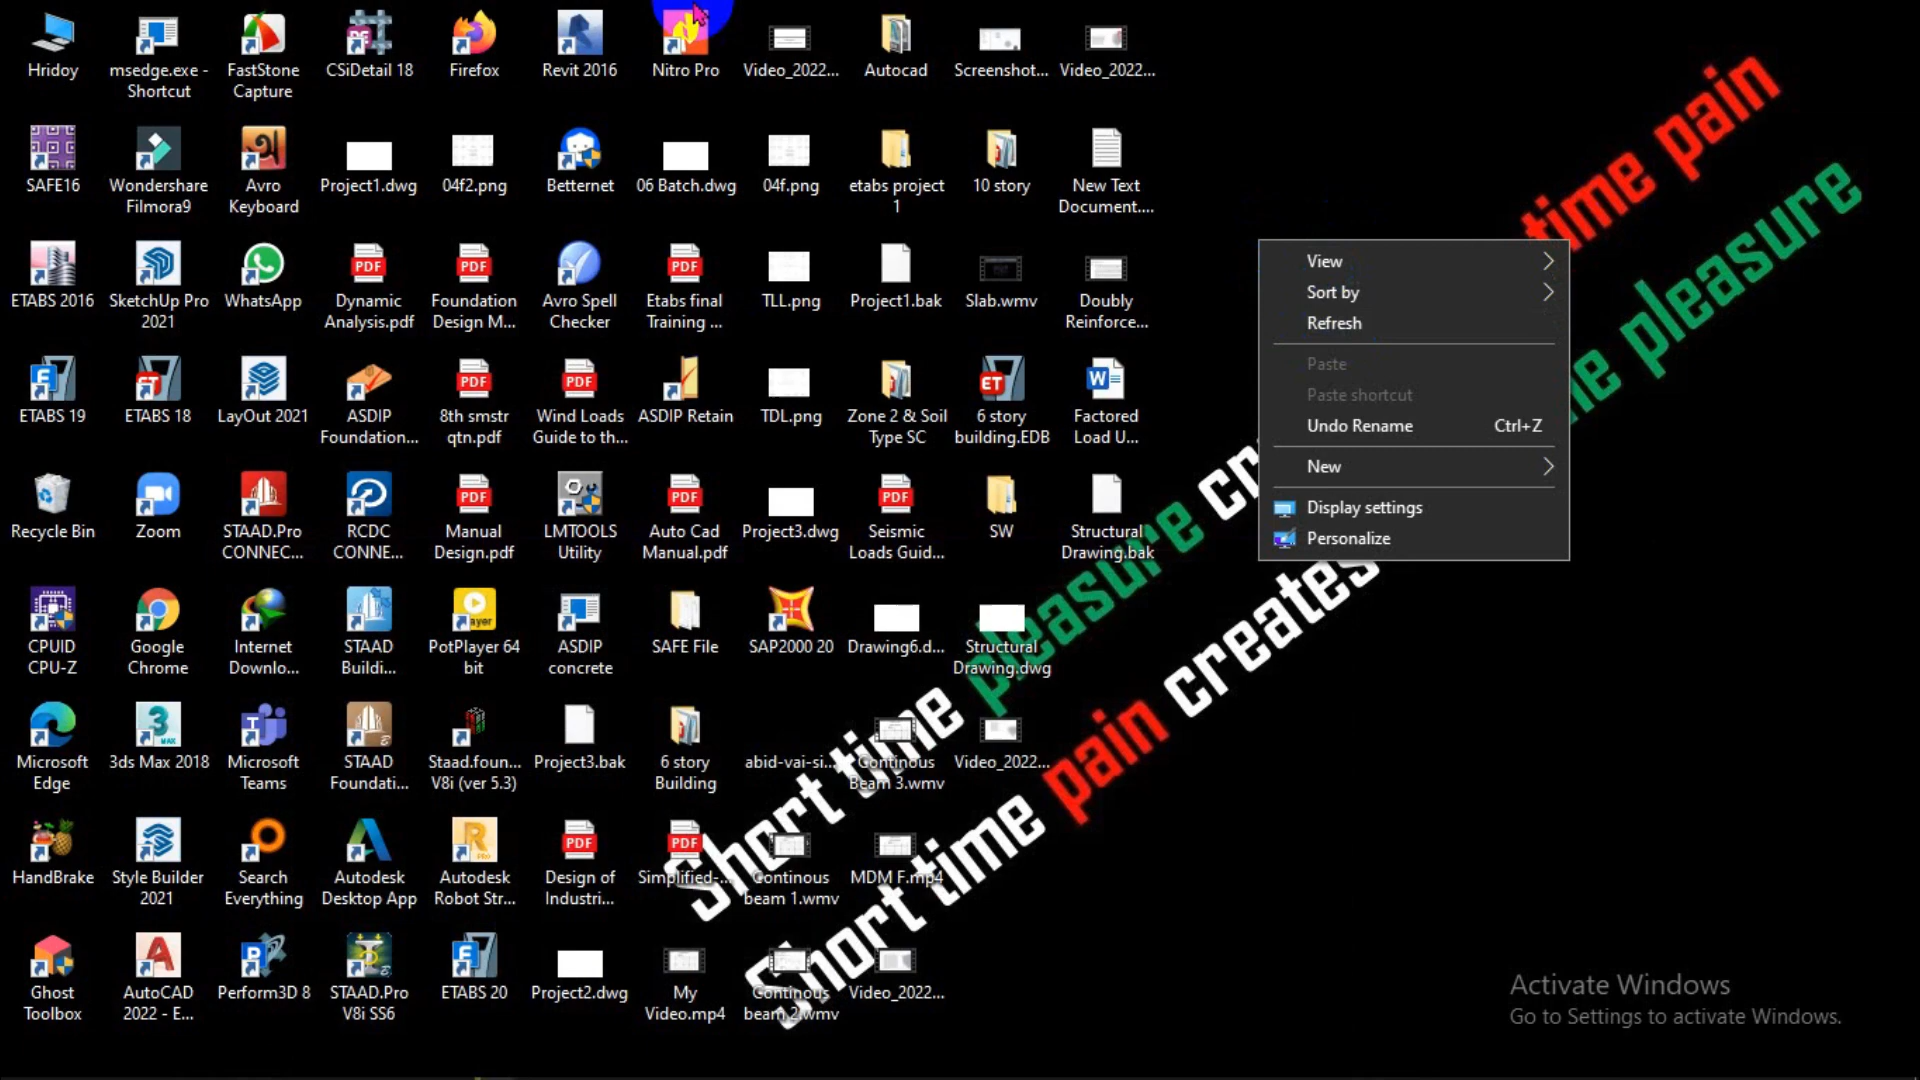 Hridoy
msedge.exe -
Shortcut
FastStone
Capture
CSiDetail 18
Firefox
Revit 2016
Nitro Pro
Video_2022...
Autocad
Screenshot...
Video_2022...
SAFE16
Wondershare
Filmora9
Avro
Keyboard
Project1.dwg
04f2.png
Betternet
06 Batch.dwg
04f.png
etabs project
1
10 story
New Text
Document....
ETABS 2016
SketchUp Pro
2021
WhatsApp
PDF
Dynamic
Analysis.pdf
PDF
Foundation
Design M...
Avro Spell
Checker
PDF
Etabs final
Training ...
TLL.png
Project1.bak
Slab.wmv
Doubly
Reinforce...
ETABS 19
ETABS 18
LayOut 2021
ASDIP
Foundation...
PDF
8th smstr
qtn.pdf
PDF
Wind Loads
Guide to th...
ASDIP Retain
TDL.png
Zone 2 & Soil
Type SC
6 story
building.EDB
Factored
Load U...
Recycle Bin
Zoom
STAAD.Pro
CONNEC...
RCDC
CONNE...
PDF
Manual
Design.pdf
LMTOOLS
Utility
PDF
Auto Cad
Manual.pdf
Project3.dwg
PDF
Seismic
Loads Guid...
SW
Structural
Drawing.bak
CPUID
CPU-Z
Google
Chrome
Internet
Downlo...
STAAD
Buildi...
PotPlayer 64
bit
ASDIP
concrete
SAFE File
SAP2000 20
Drawing6.d...
Structural
Drawing.dwg
Microsoft
Edge
3ds Max 2018
Microsoft
Teams
STAAD
Foundati...
Staad.foun...
V8i (ver 5.3)
Project3.bak
6 story
Building
abid-vai-si...
Continous
Beam 3.wmv
Video_2022...
HandBrake
Style Builder
2021
Search
Everything
Autodesk
Desktop App
Autodesk
Robot Str...
PDF
Design of
Industri...
PDF
Simplified-...
Continous
beam 1.wmv
MDM F.mp4
Ghost
Toolbox
AutoCAD
2022 - E...
Perform3D 8
STAAD.Pro
V8i SS6
ETABS 20
Project2.dwg
My
Video.mp4
Continous
beam 2.wmv
Video_2022...
View
Sort by
Refresh
Paste
Paste shortcut
Undo Rename Ctrl+Z
New
Display settings
Personalize
Short time pleasure cr time pain
Short time pain creates me pleasure
Activate Windows
Go to Settings to activate Windows.